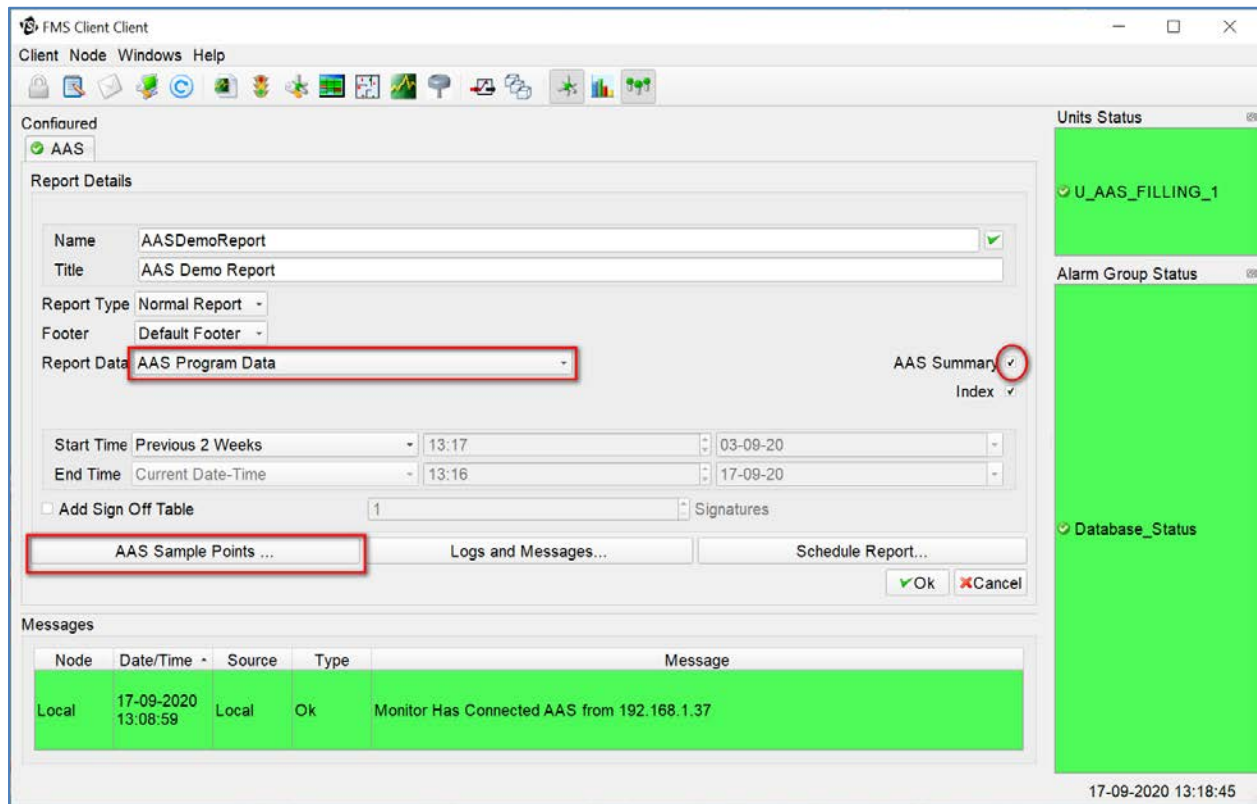 FMS Client Client
Client Node Windows Help
Configured
AAS
Report Details
Name AASDemoReport
Title AAS Demo Report
Report Type Normal Report
Footer Default Footer
Report Data AAS Program Data AAS Summary
Index
Start Time Previous 2 Weeks 13:17 03-09-20
End Time Current Date-Time 13:16 17-09-20
Add Sign Off Table 1 Signatures
AAS Sample Points ... Logs and Messages... Schedule Report...
Ok Cancel
Messages
Node Date/Time Source Type Message
Local 17-09-2020 13:08:59 Local Ok Monitor Has Connected AAS from 192.168.1.37
Units Status
U_AAS_FILLING_1
Alarm Group Status
Database_Status
17-09-2020 13:18:45